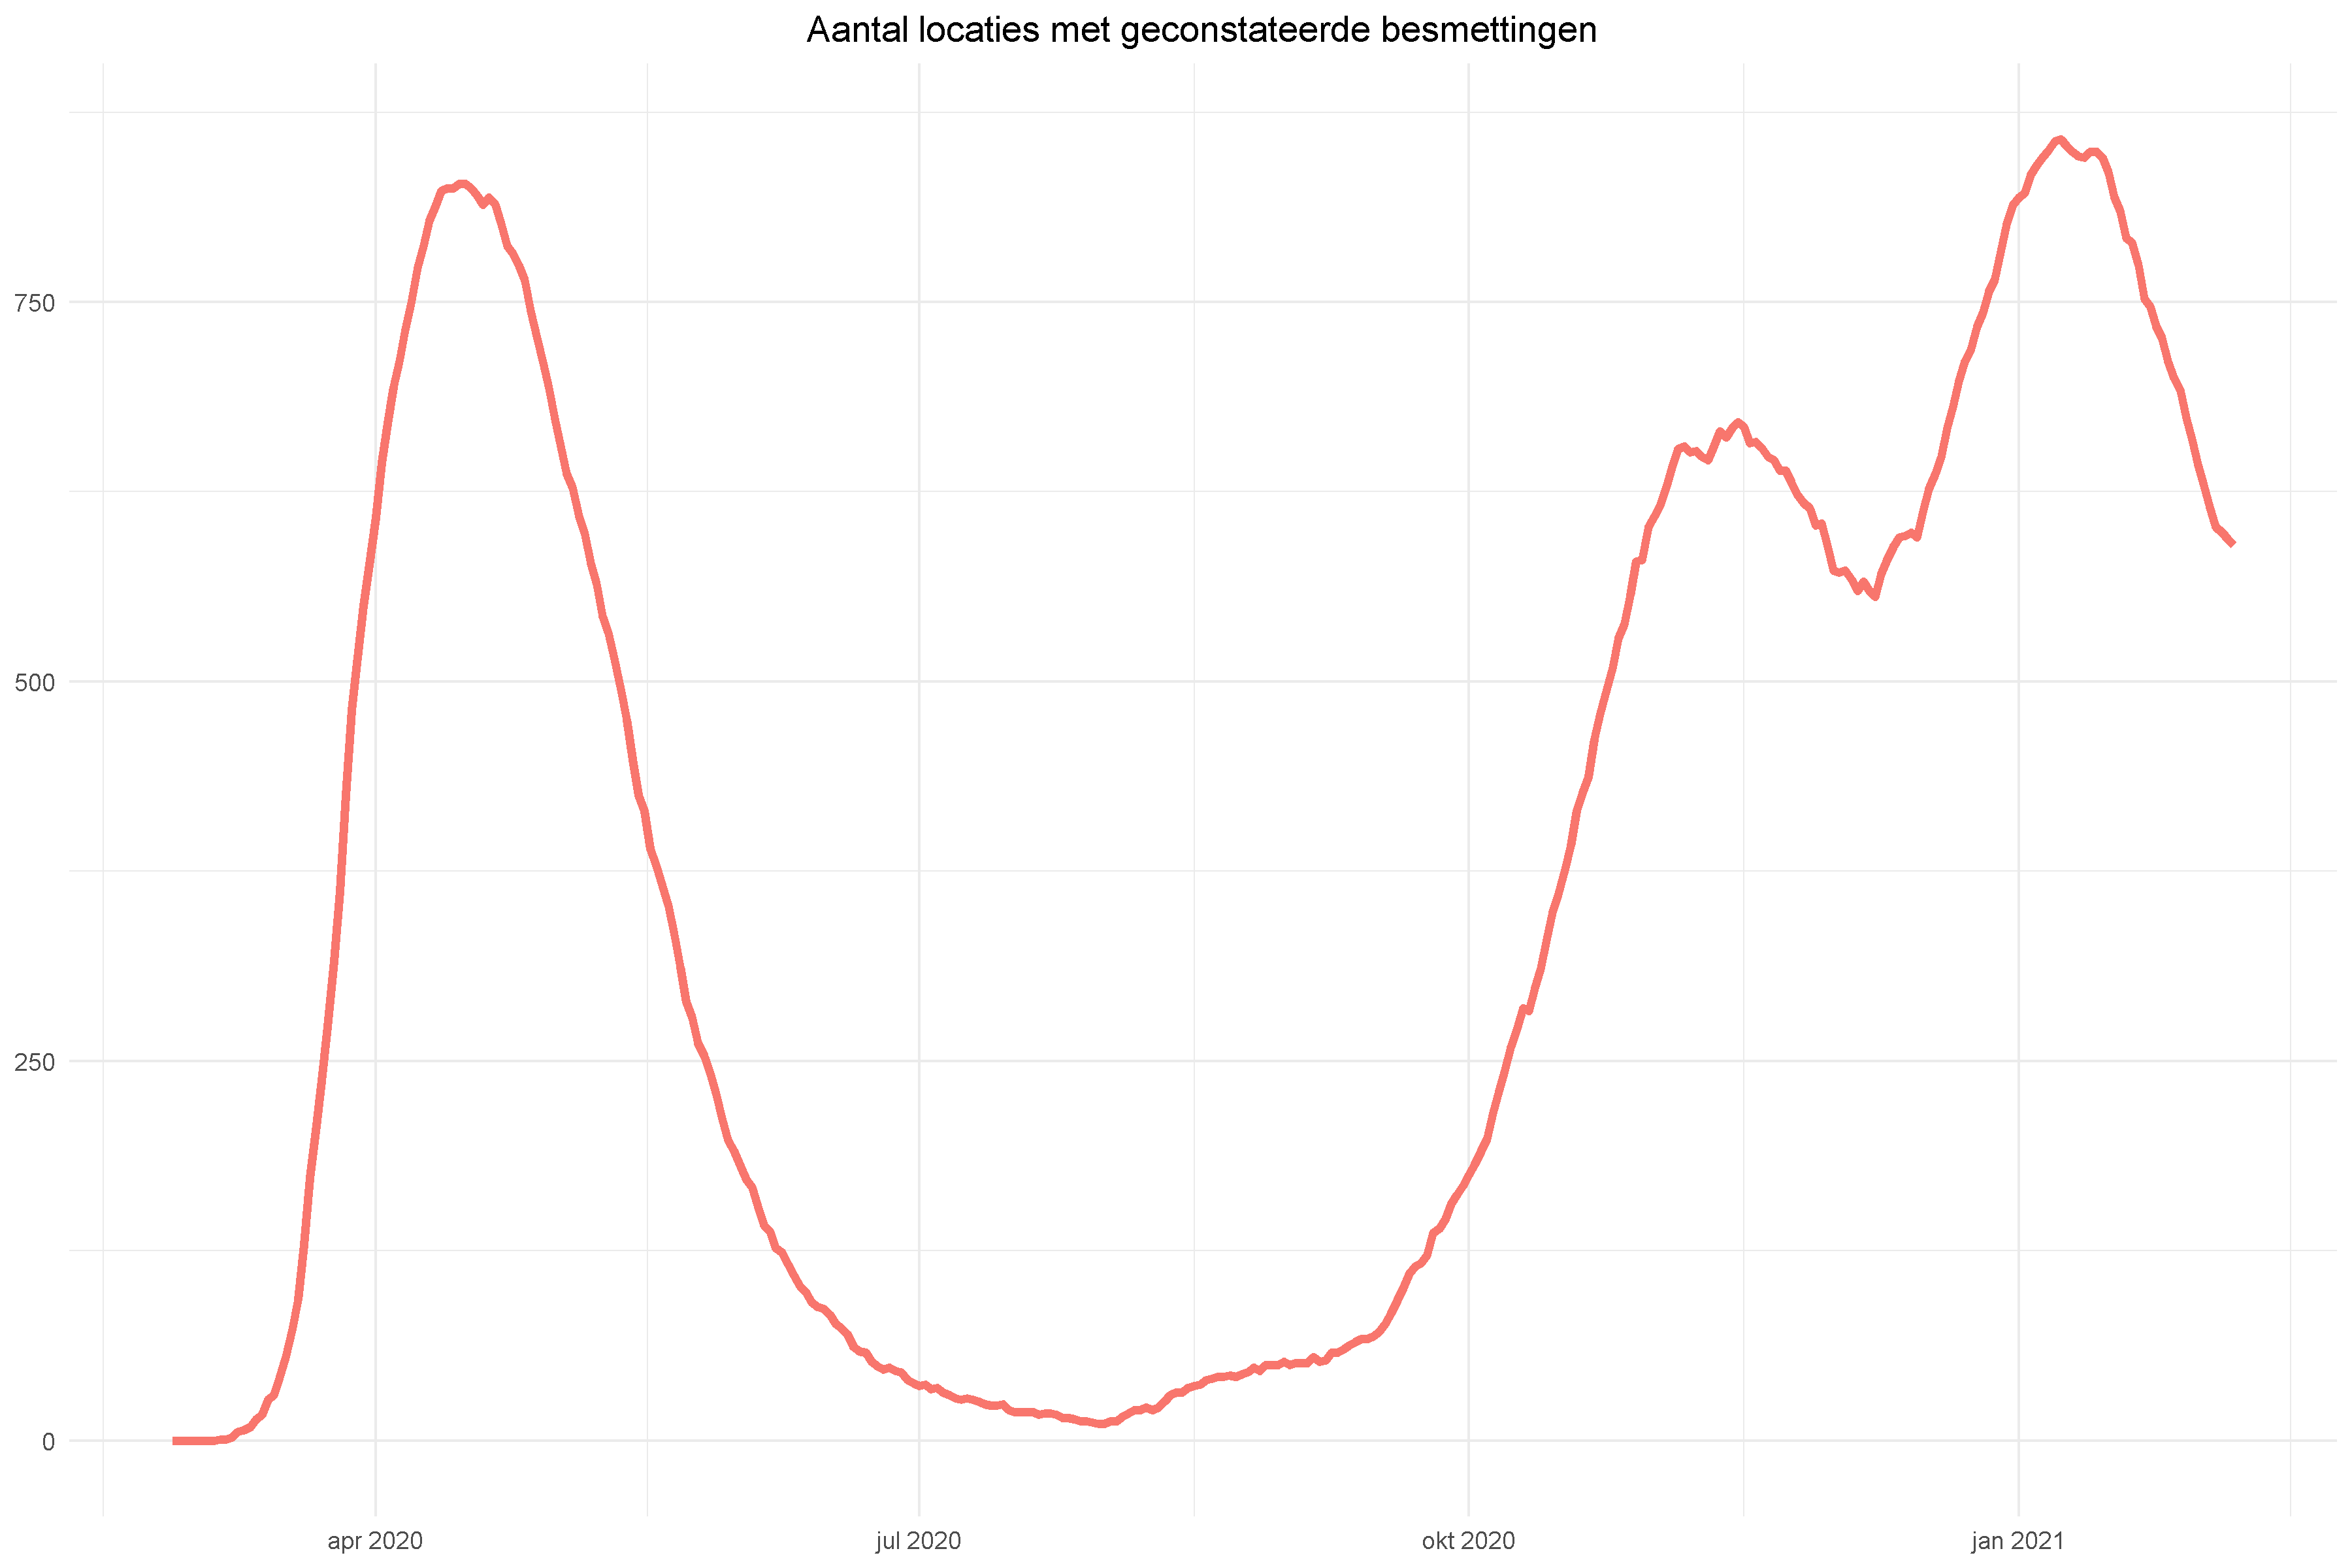 Aantal locaties met geconstateerde besmettingen
750
500
250
0
apr 2020
jul 2020
okt 2020
jan 2021